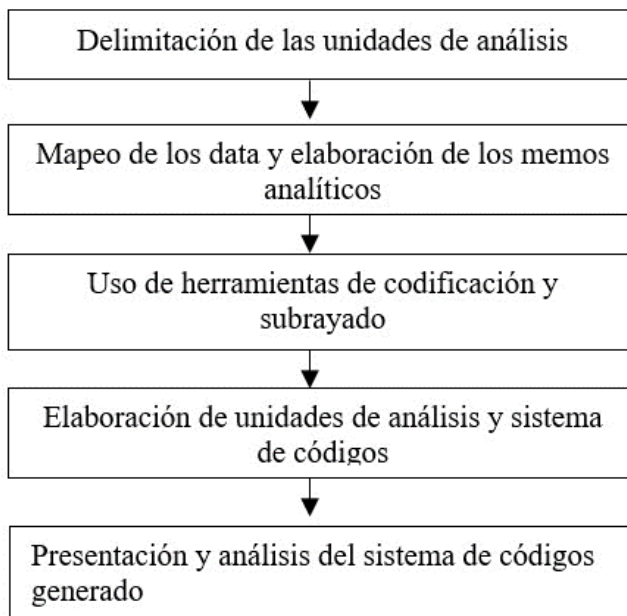 Delimitación de las unidades de análisis
Mapeo de los data y elaboración de los memos
analíticos
Uso de herramientas de codificación y
subrayado
Elaboración de unidades de análisis y sistema
de códigos
Presentación y análisis del sistema de códigos
generado